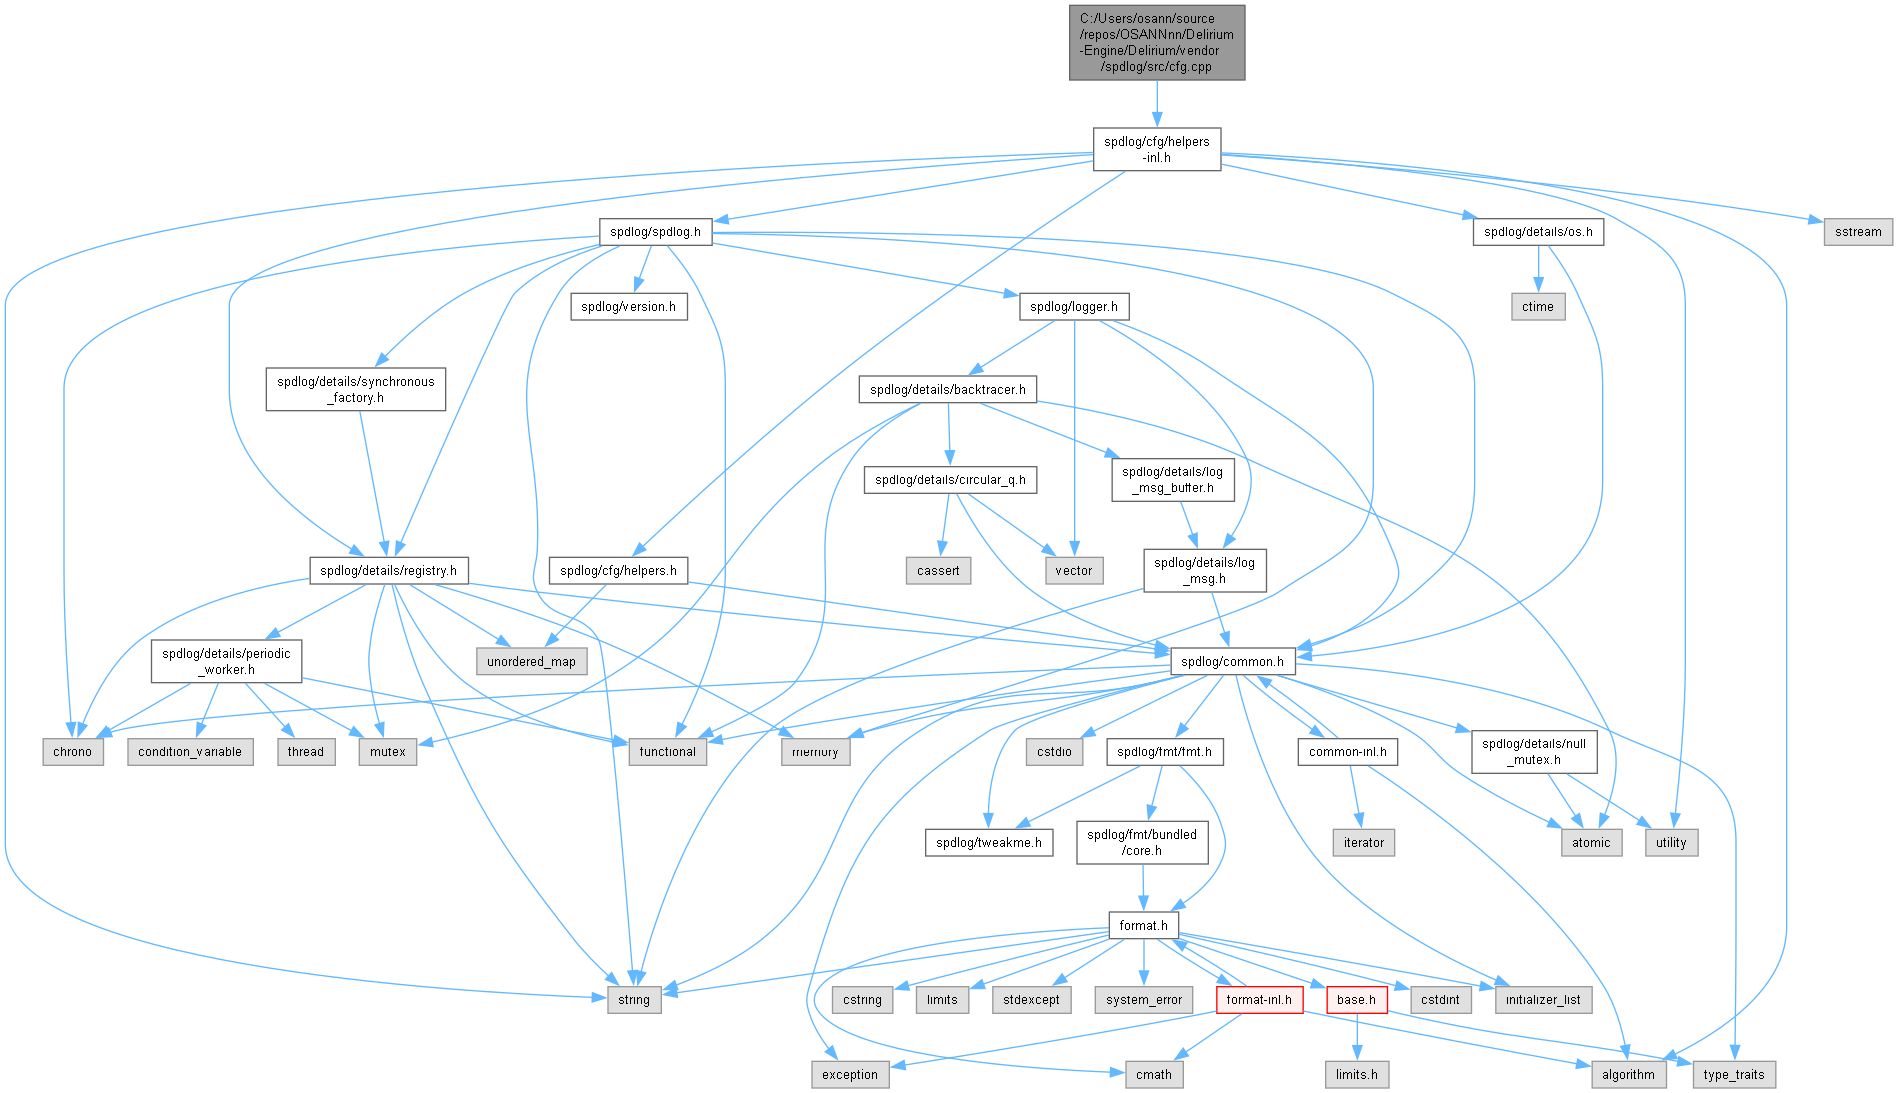 C:/Users/osann/source
/repos/OSANNnn/Delirium
-Engine/Delirium/vendor
/spdlog/src/cfg.cpp
spdlog/cfg/helpers
-inl.h
spdlog/spdlog.h
spdlog/details/os.h
sstream
spdlog/version.h
spdlog/logger.h
ctime
spdlog/details/synchronous
_factory.h
spdlog/details/backtracer.h
spdlog/details/circular_q.h
spdlog/details/log
_msg_buffer.h
spdlog/details/registry.h
spdlog/cfg/helpers.h
cassert
vector
spdlog/details/log
_msg.h
spdlog/details/periodic
_worker.h
unordered_map
spdlog/common.h
chrono
condition_variable
thread
mutex
functional
memory
cstdio
spdlog/fmt/fmt.h
common-inl.h
spdlog/details/null
_mutex.h
spdlog/tweakme.h
spdlog/fmt/bundled
/core.h
iterator
atomic
utility
format.h
string
cstring
limits
stdexcept
system_error
format-inl.h
base.h
cstdint
initializer_list
exception
cmath
limits.h
algorithm
type_traits